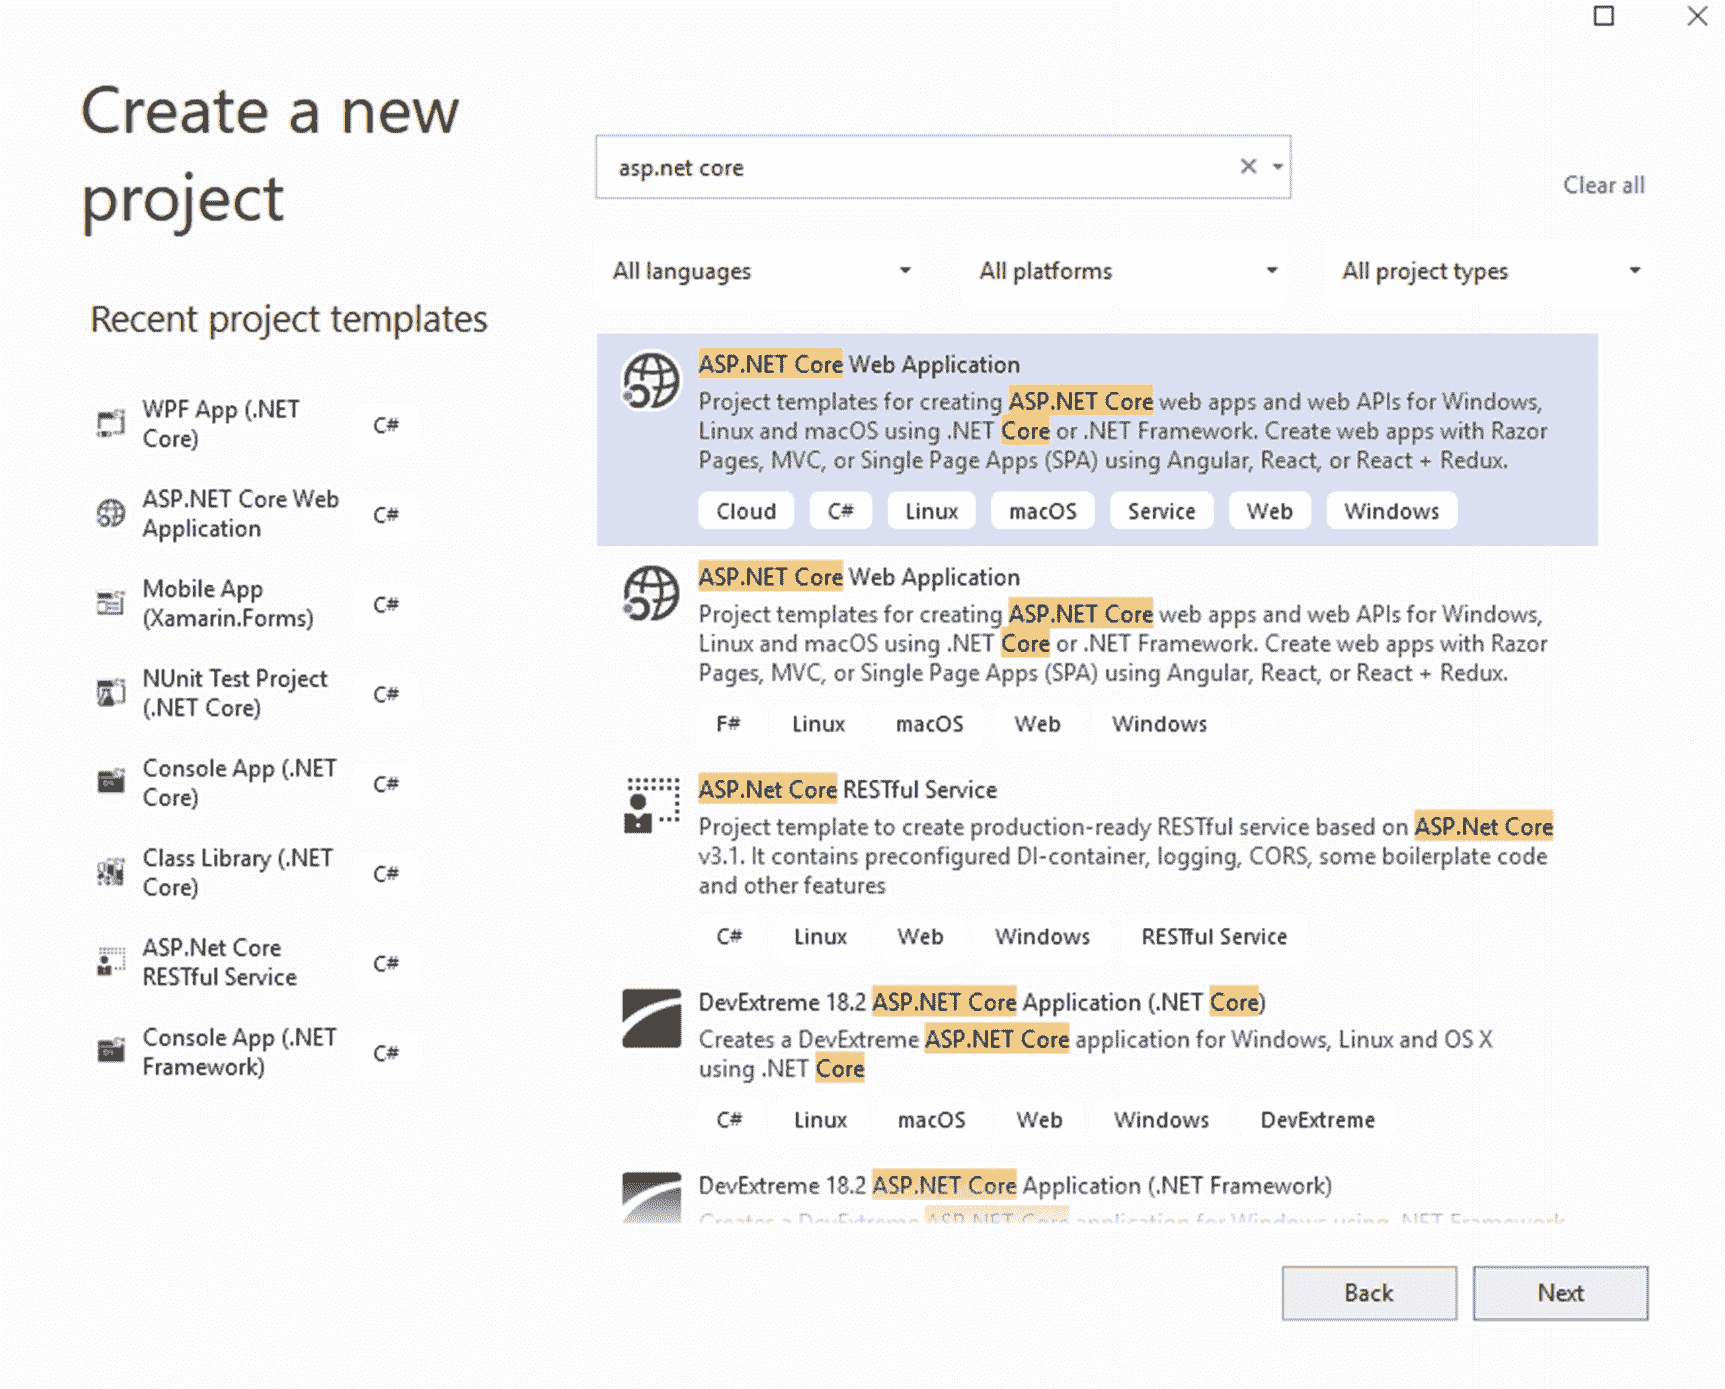 Create a new
project
asp.net core
Clear all
All languages
All platforms
All project types
Recent project templates
WPF App (.NET
Core)
C#
ASP.NET Core Web
Application
C#
Mobile App
(Xamarin.Forms)
C#
NUnit Test Project
(.NET Core)
C#
Console App (.NET
Core)
C#
Class Library (.NET
Core)
C#
ASP.Net Core
RESTful Service
C#
Console App (.NET
Framework)
C#
ASP.NET Core Web Application
Project templates for creating ASP.NET Core web apps and web APIs for Windows,
Linux and macOS using .NET Core or .NET Framework. Create web apps with Razor
Pages, MVC, or Single Page Apps (SPA) using Angular, React, or React + Redux.
Cloud C# Linux macOS Service Web Windows
ASP.NET Core Web Application
Project templates for creating ASP.NET Core web apps and web APIs for Windows,
Linux and macOS using .NET Core or .NET Framework. Create web apps with Razor
Pages, MVC, or Single Page Apps (SPA) using Angular, React, or React + Redux.
F# Linux macOS Web Windows
ASP.Net Core RESTful Service
Project template to create production-ready RESTful service based on ASP.Net Core
v3.1. It contains preconfigured DI-container, logging, CORS, some boilerplate code
and other features
C# Linux Web Windows RESTful Service
DevExtreme 18.2 ASP.NET Core Application (.NET Core)
Creates a DevExtreme ASP.NET Core application for Windows, Linux and OS X
using .NET Core
C# Linux macOS Web Windows DevExtreme
DevExtreme 18.2 ASP.NET Core Application (.NET Framework)
Creates a DevExtreme ASP.NET Core application for Windows using .NET Framework
Back
Next